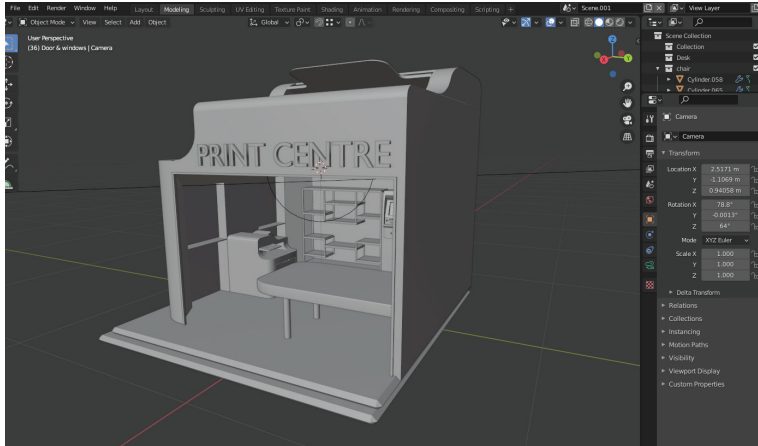 File Edit Render Window Help Layout Modeling Sculpting UV Editing Texture Paint Shading Animation Rendering Compositing Scripting + Scene.001 View Layer
Object Mode View Select Add Object Global
User Perspective
(36) Door & windows | Camera
PRINT CENTRE
X
Y
Z
Scene Collection
Collection
Desk
chair
Cylinder.058
Cylinder.065
Camera
Camera
Transform
Location X 2.5171 m
Y -1.1069 m
Z 0.94058 m
Rotation X 78.8°
Y -0.0013°
Z 64°
Mode XYZ Euler
Scale X 1.000
Y 1.000
Z 1.000
Delta Transform
Relations
Collections
Instancing
Motion Paths
Visibility
Viewport Display
Custom Properties